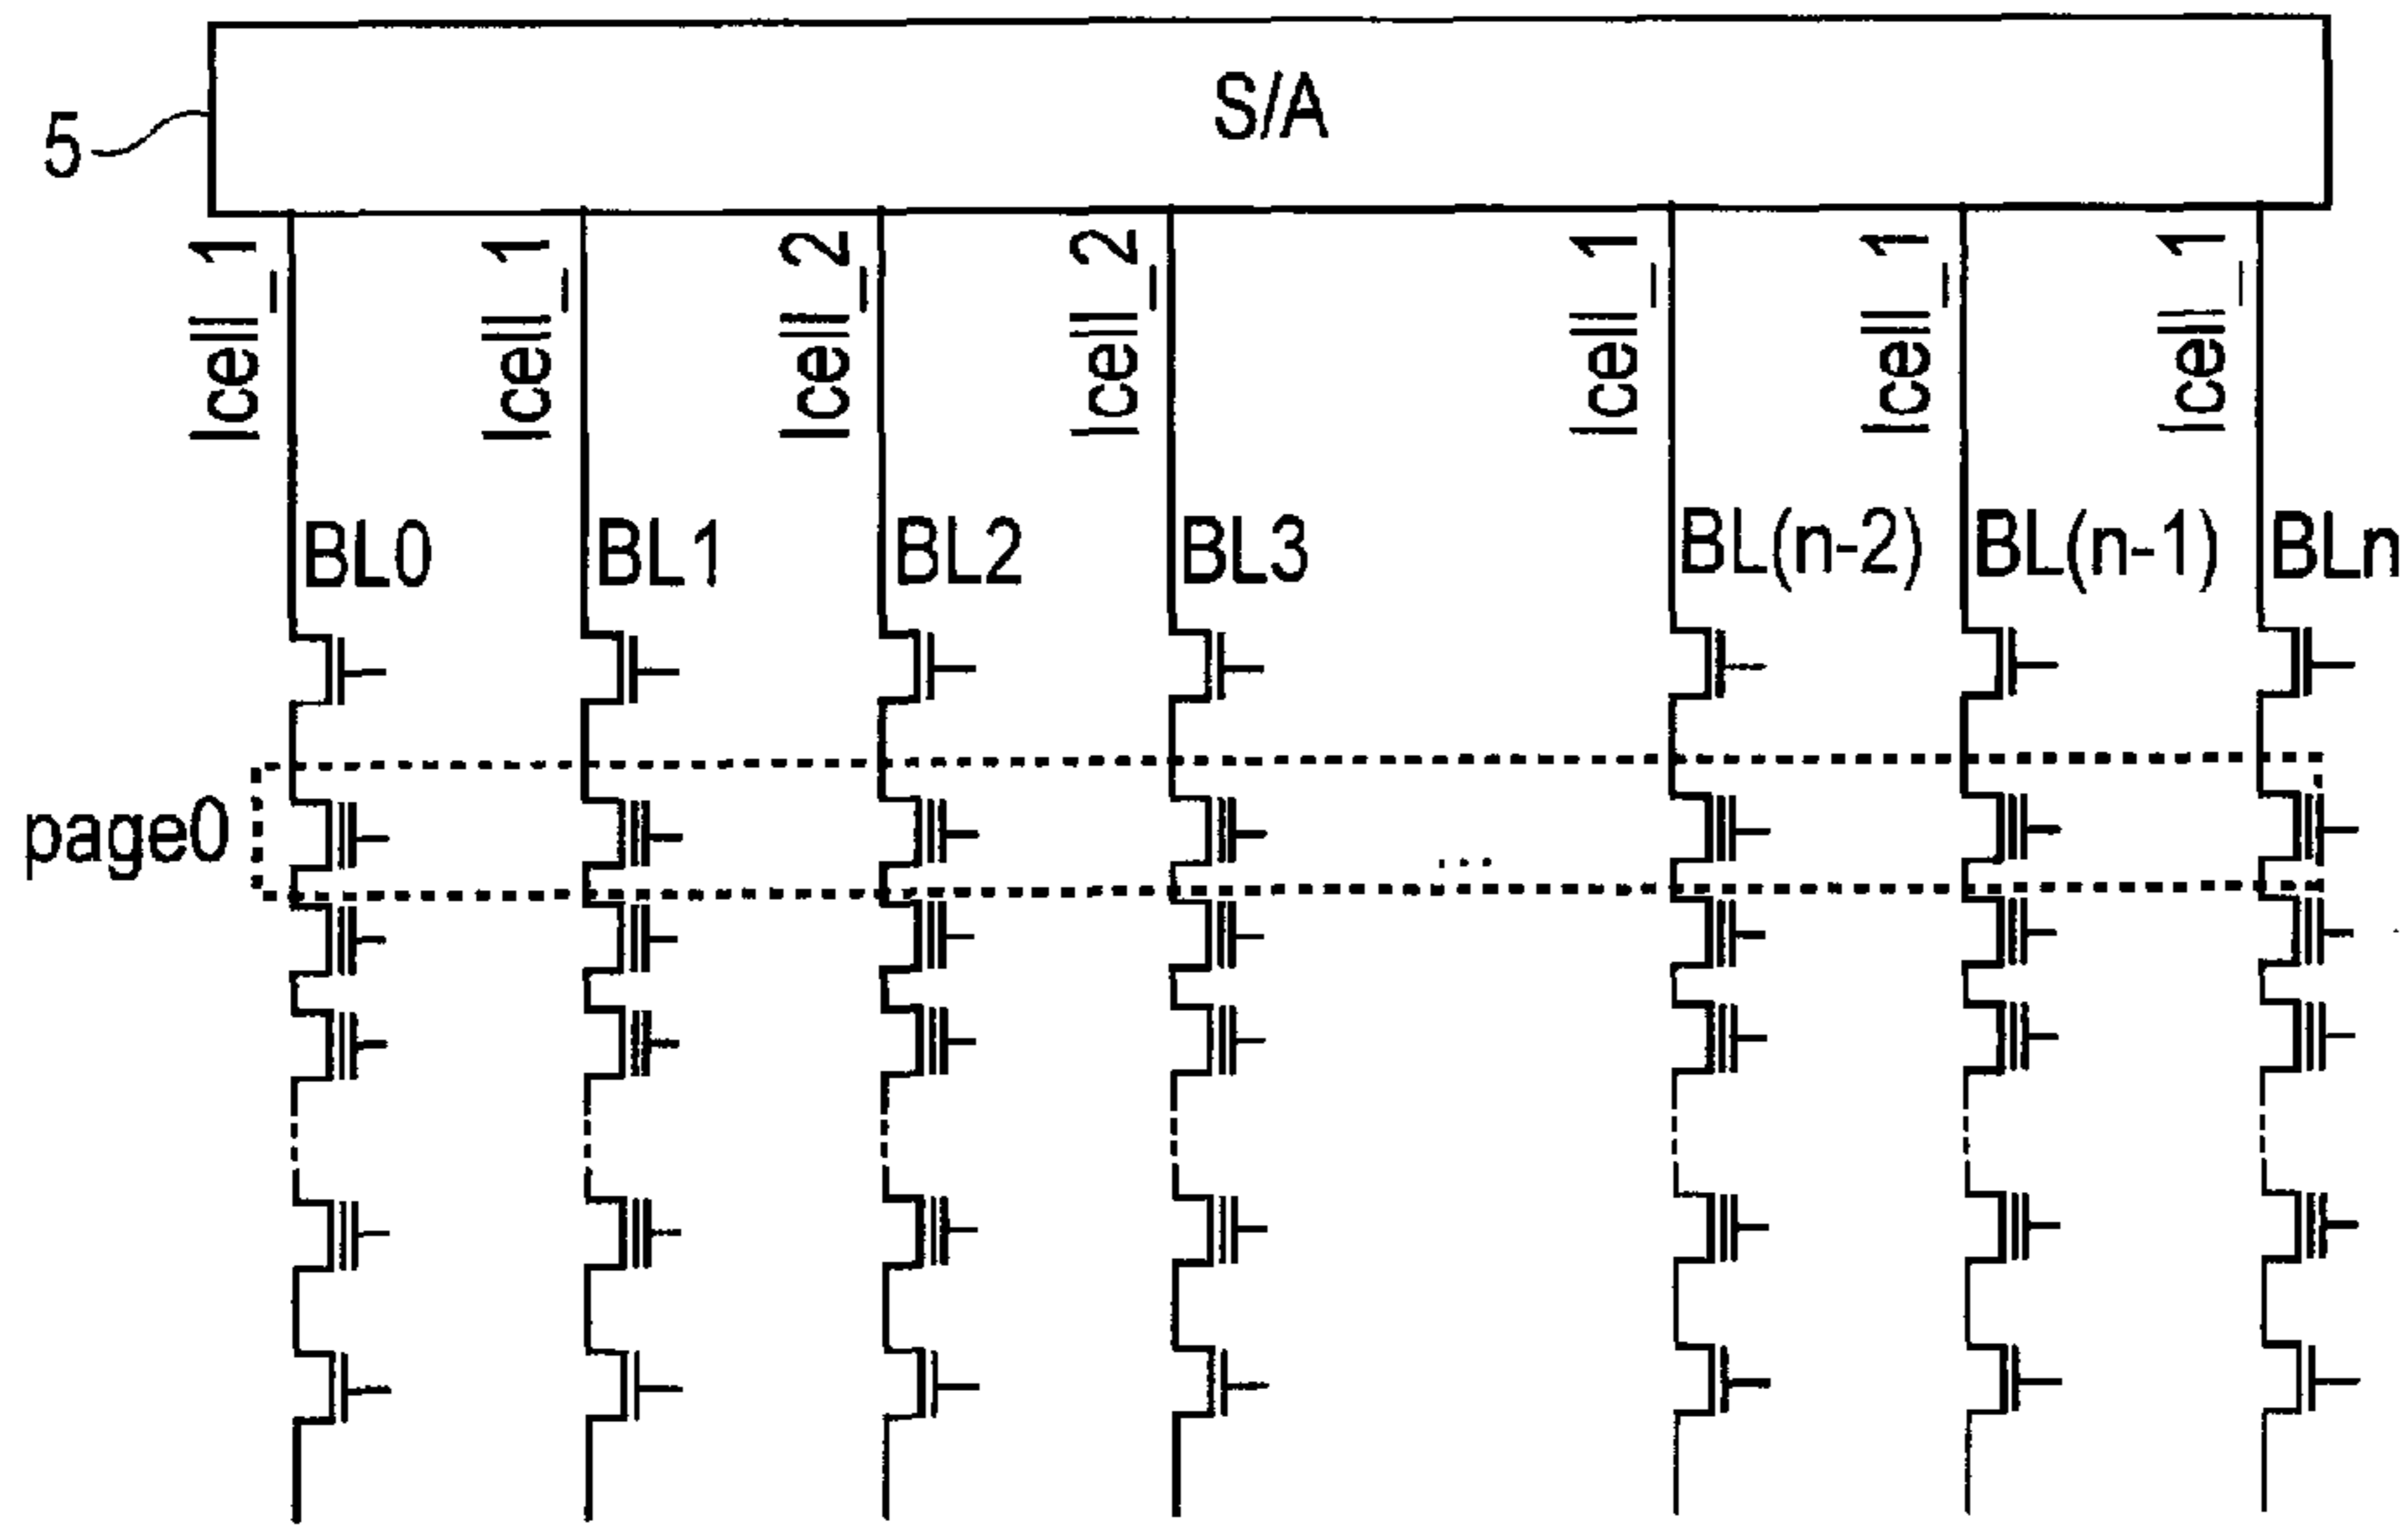 S/A
5
Icell_1
Icell_1
Icell_2
Icell_2
Icell_1
Icell_1
Icell_1
BL0
BL1
BL2
BL3
BL(n-2)
BL(n-1)
BLn
page0
...